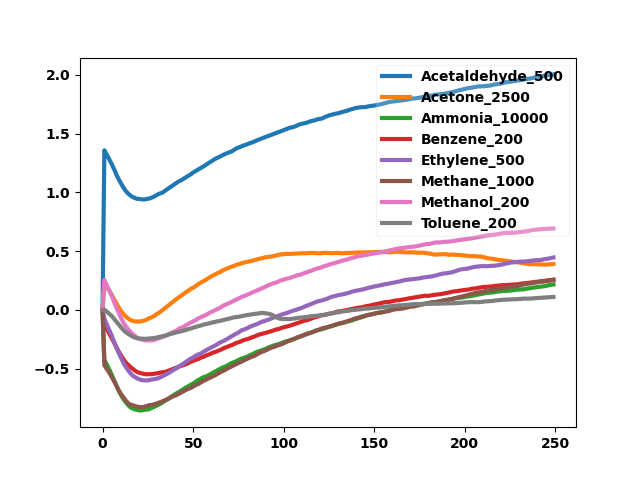 2.0
1.5
1.0
0.5
0.0
−0.5
0
50
100
150
200
250
Acetaldehyde_500
Acetone_2500
Ammonia_10000
Benzene_200
Ethylene_500
Methane_1000
Methanol_200
Toluene_200